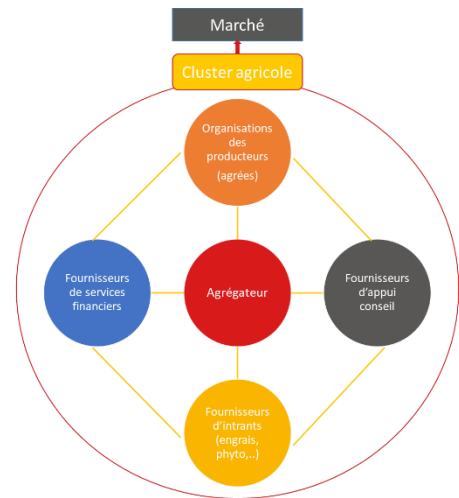 Marché
Cluster agricole
Organisations
des
producteurs
(agrées)
Fournisseurs
de services
financiers
Agrégateur
Fournisseurs
d'appui
conseil
Fournisseurs
d'intrants
(engrais,
phyto,..)